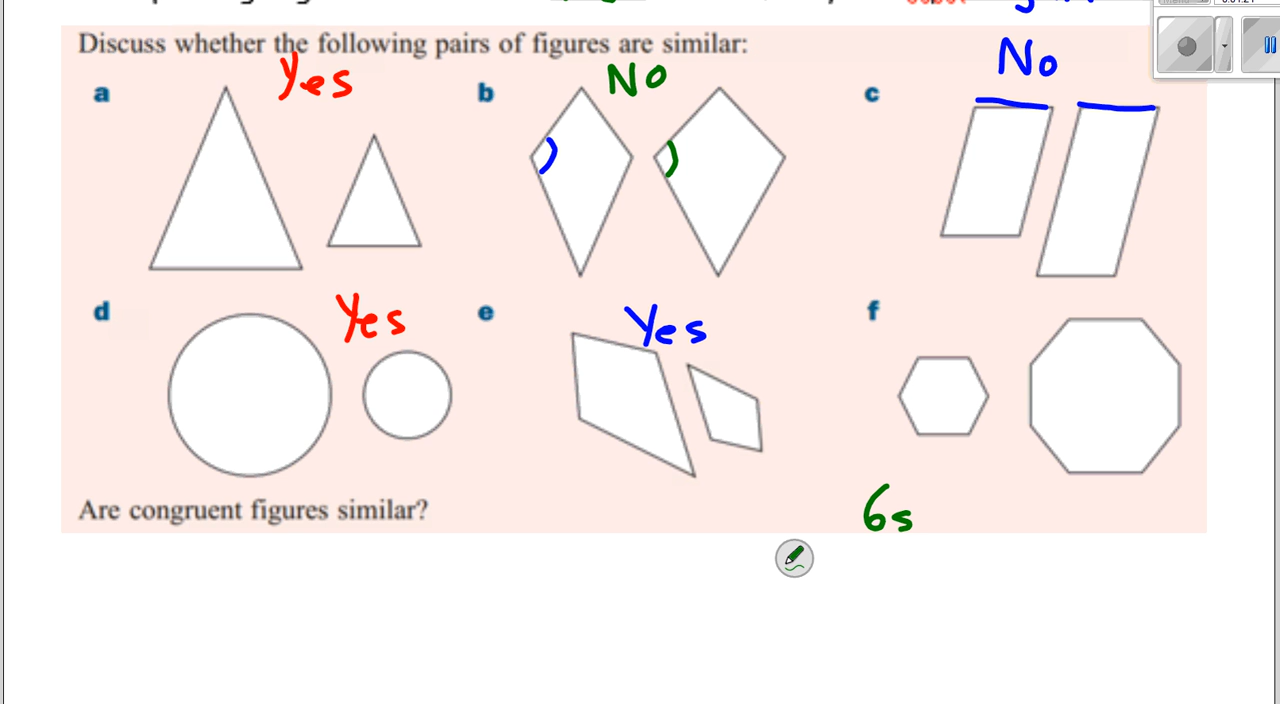 Discuss whether the following pairs of figures are similar:
a
Yes
b
No
c
No
d
Yes
e
Yes
f
Are congruent figures similar?
6s